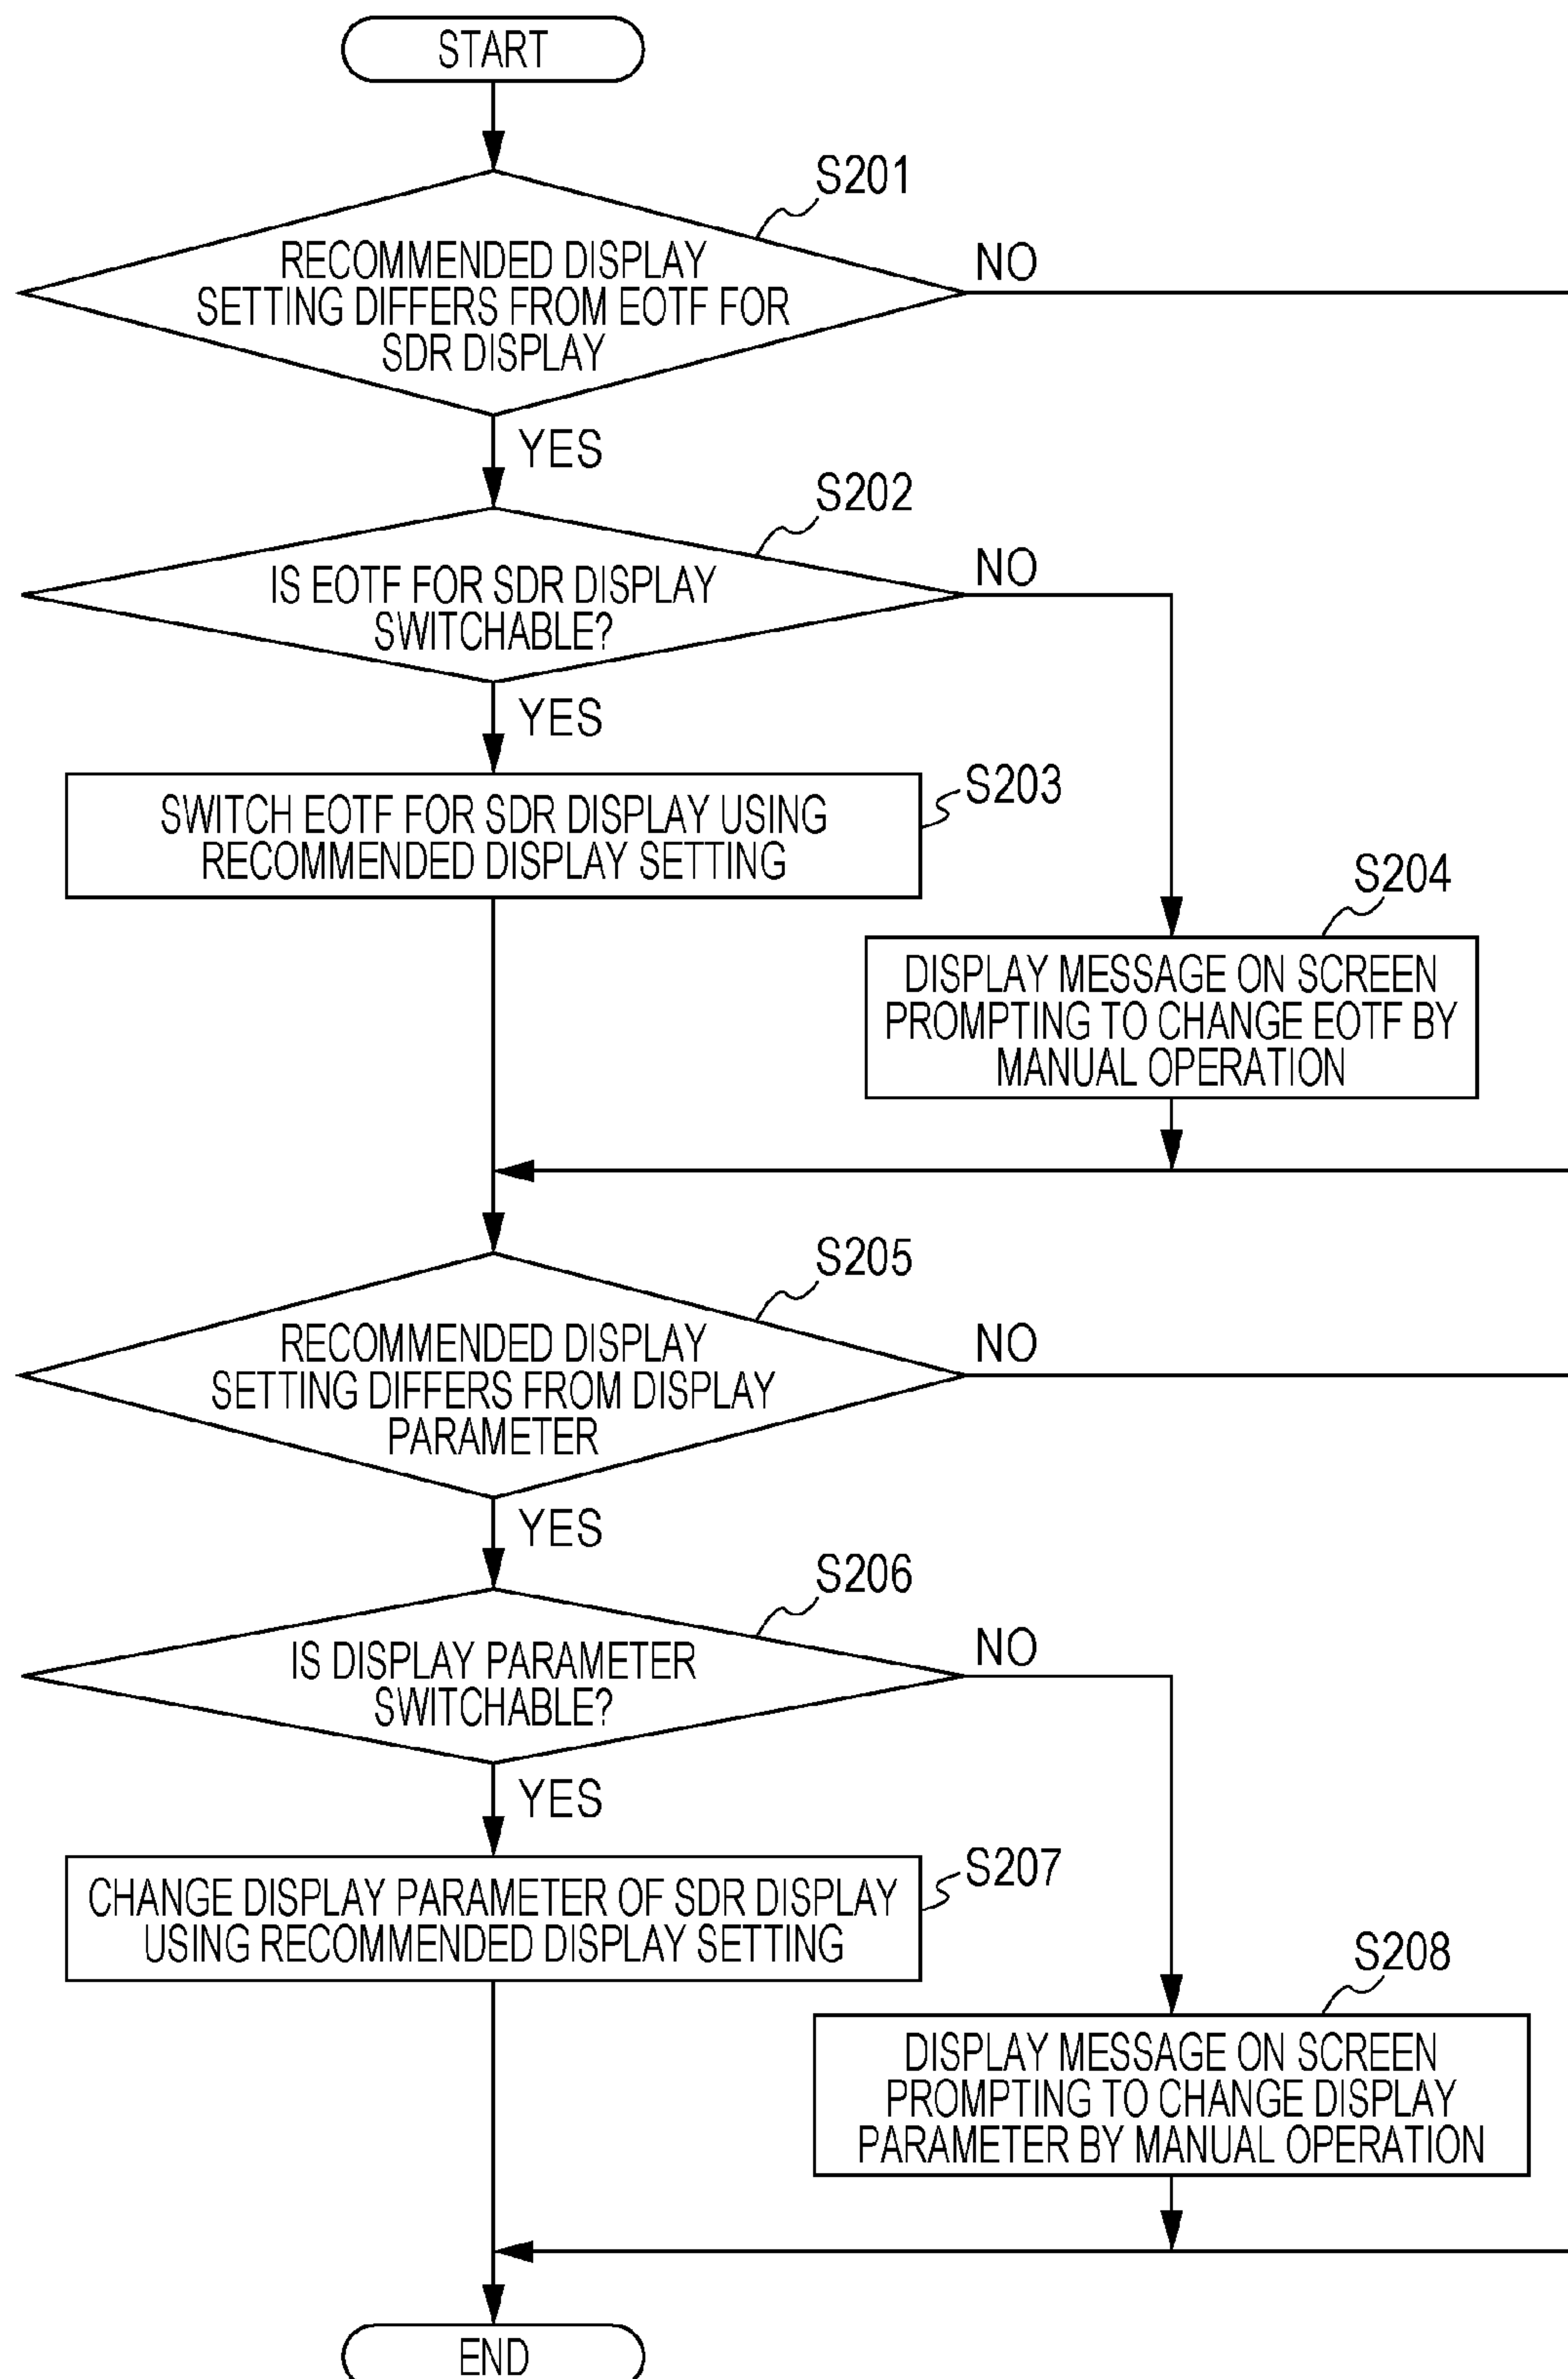 START
S201
RECOMMENDED DISPLAY
SETTING DIFFERS FROM EOTF FOR
SDR DISPLAY
NO
YES
S202
IS EOTF FOR SDR DISPLAY
SWITCHABLE?
NO
YES
S203
SWITCH EOTF FOR SDR DISPLAY USING
RECOMMENDED DISPLAY SETTING
S204
DISPLAY MESSAGE ON SCREEN
PROMPTING TO CHANGE EOTF BY
MANUAL OPERATION
S205
RECOMMENDED DISPLAY
SETTING DIFFERS FROM DISPLAY
PARAMETER
NO
YES
S206
IS DISPLAY PARAMETER
SWITCHABLE?
NO
YES
S207
CHANGE DISPLAY PARAMETER OF SDR DISPLAY
USING RECOMMENDED DISPLAY SETTING
S208
DISPLAY MESSAGE ON SCREEN
PROMPTING TO CHANGE DISPLAY
PARAMETER BY MANUAL OPERATION
END